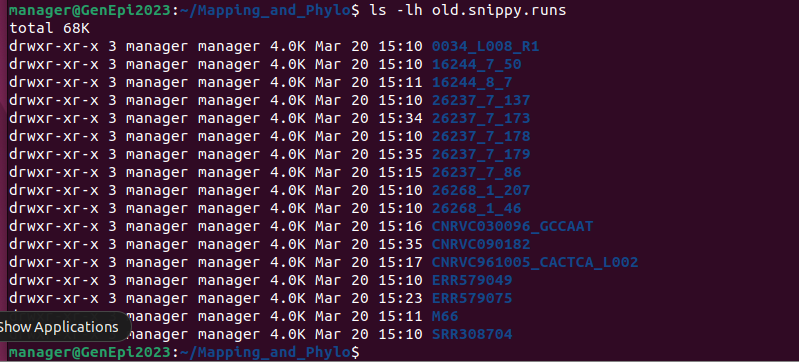 manager@GenEpi2023:~/Mapping_and_Phylo$ ls -lh old.snippy.runs
total 68K
drwxr-xr-x 3 manager manager 4.0K Mar 20 15:10 0034_L008_R1
drwxr-xr-x 3 manager manager 4.0K Mar 20 15:10 16244_7_50
drwxr-xr-x 3 manager manager 4.0K Mar 20 15:11 16244_8_7
drwxr-xr-x 3 manager manager 4.0K Mar 20 15:10 26237_7_137
drwxr-xr-x 3 manager manager 4.0K Mar 20 15:34 26237_7_173
drwxr-xr-x 3 manager manager 4.0K Mar 20 15:10 26237_7_178
drwxr-xr-x 3 manager manager 4.0K Mar 20 15:35 26237_7_179
drwxr-xr-x 3 manager manager 4.0K Mar 20 15:15 26237_7_86
drwxr-xr-x 3 manager manager 4.0K Mar 20 15:10 26268_1_207
drwxr-xr-x 3 manager manager 4.0K Mar 20 15:10 26268_1_46
drwxr-xr-x 3 manager manager 4.0K Mar 20 15:16 CNRVC030096_GCCAAT
drwxr-xr-x 3 manager manager 4.0K Mar 20 15:35 CNRVC090182
drwxr-xr-x 3 manager manager 4.0K Mar 20 15:17 CNRVC961005_CACTCA_L002
drwxr-xr-x 3 manager manager 4.0K Mar 20 15:10 ERR579049
drwxr-xr-x 3 manager manager 4.0K Mar 20 15:23 ERR579075
Show Applications manager 4.0K Mar 20 15:11 M66
drwxr-xr-x 3 manager manager 4.0K Mar 20 15:10 SRR308704
manager@GenEpi2023:~/Mapping_and_Phylo$